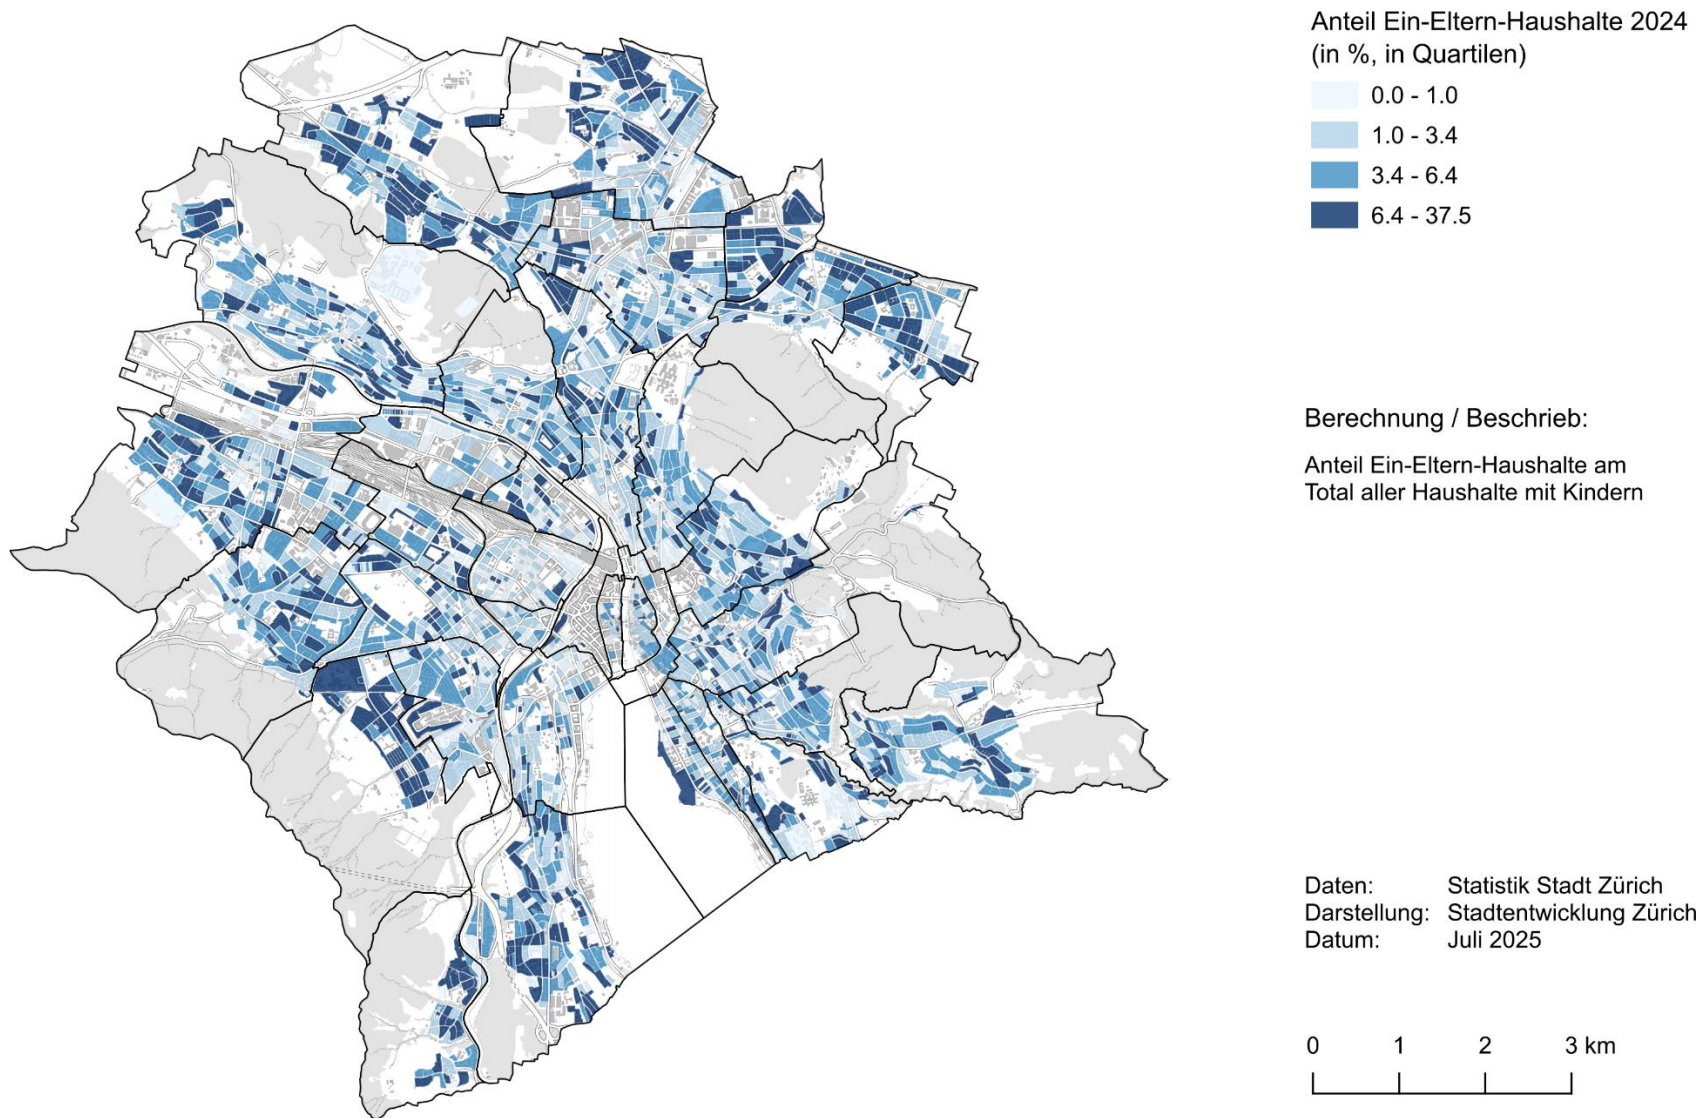 Anteil Ein-Eltern-Haushalte 2024
(in %, in Quartilen)
0.0 - 1.0
1.0 - 3.4
3.4 - 6.4
6.4 - 37.5
Berechnung / Beschrieb:
Anteil Ein-Eltern-Haushalte am
Total aller Haushalte mit Kindern
Daten: Statistik Stadt Zürich
Darstellung: Stadtentwicklung Zürich
Datum: Juli 2025
0 1 2 3 km